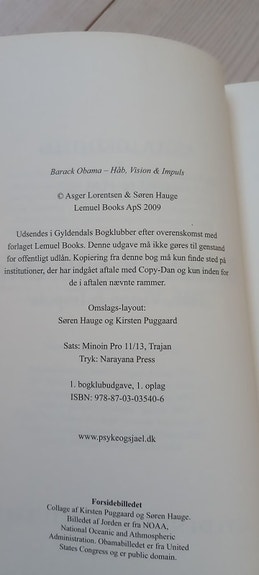 Barack Obama – Håb, Vision & Impuls
© Asger Lorentsen & Søren Hauge
Lemuel Books ApS 2009
Udsendes i Gyldendals Bogklubber efter overenskomst med
forlaget Lemuel Books. Denne udgave må ikke gøres til genstand
for offentligt udlån. Kopiering fra denne bog må kun finde sted på
institutioner, der har indgået aftale med Copy-Dan og kun inden for
de i aftalen nævnte rammer.
Omslags-layout:
Søren Hauge og Kirsten Puggaard
Sats: Minoin Pro 11/13, Trajan
Tryk: Narayana Press
1. bogklubudgave, 1. oplag
ISBN: 978-87-03-03540-6
www.psykeogsjael.dk
Forsidebilledet
Collage af Kirsten Puggaard og Søren Hauge.
Billedet af Jorden er fra NOAA,
National Oceanic and Athmospheric
Administration. Obamabilledet er fra United
States Congress og er public domain.